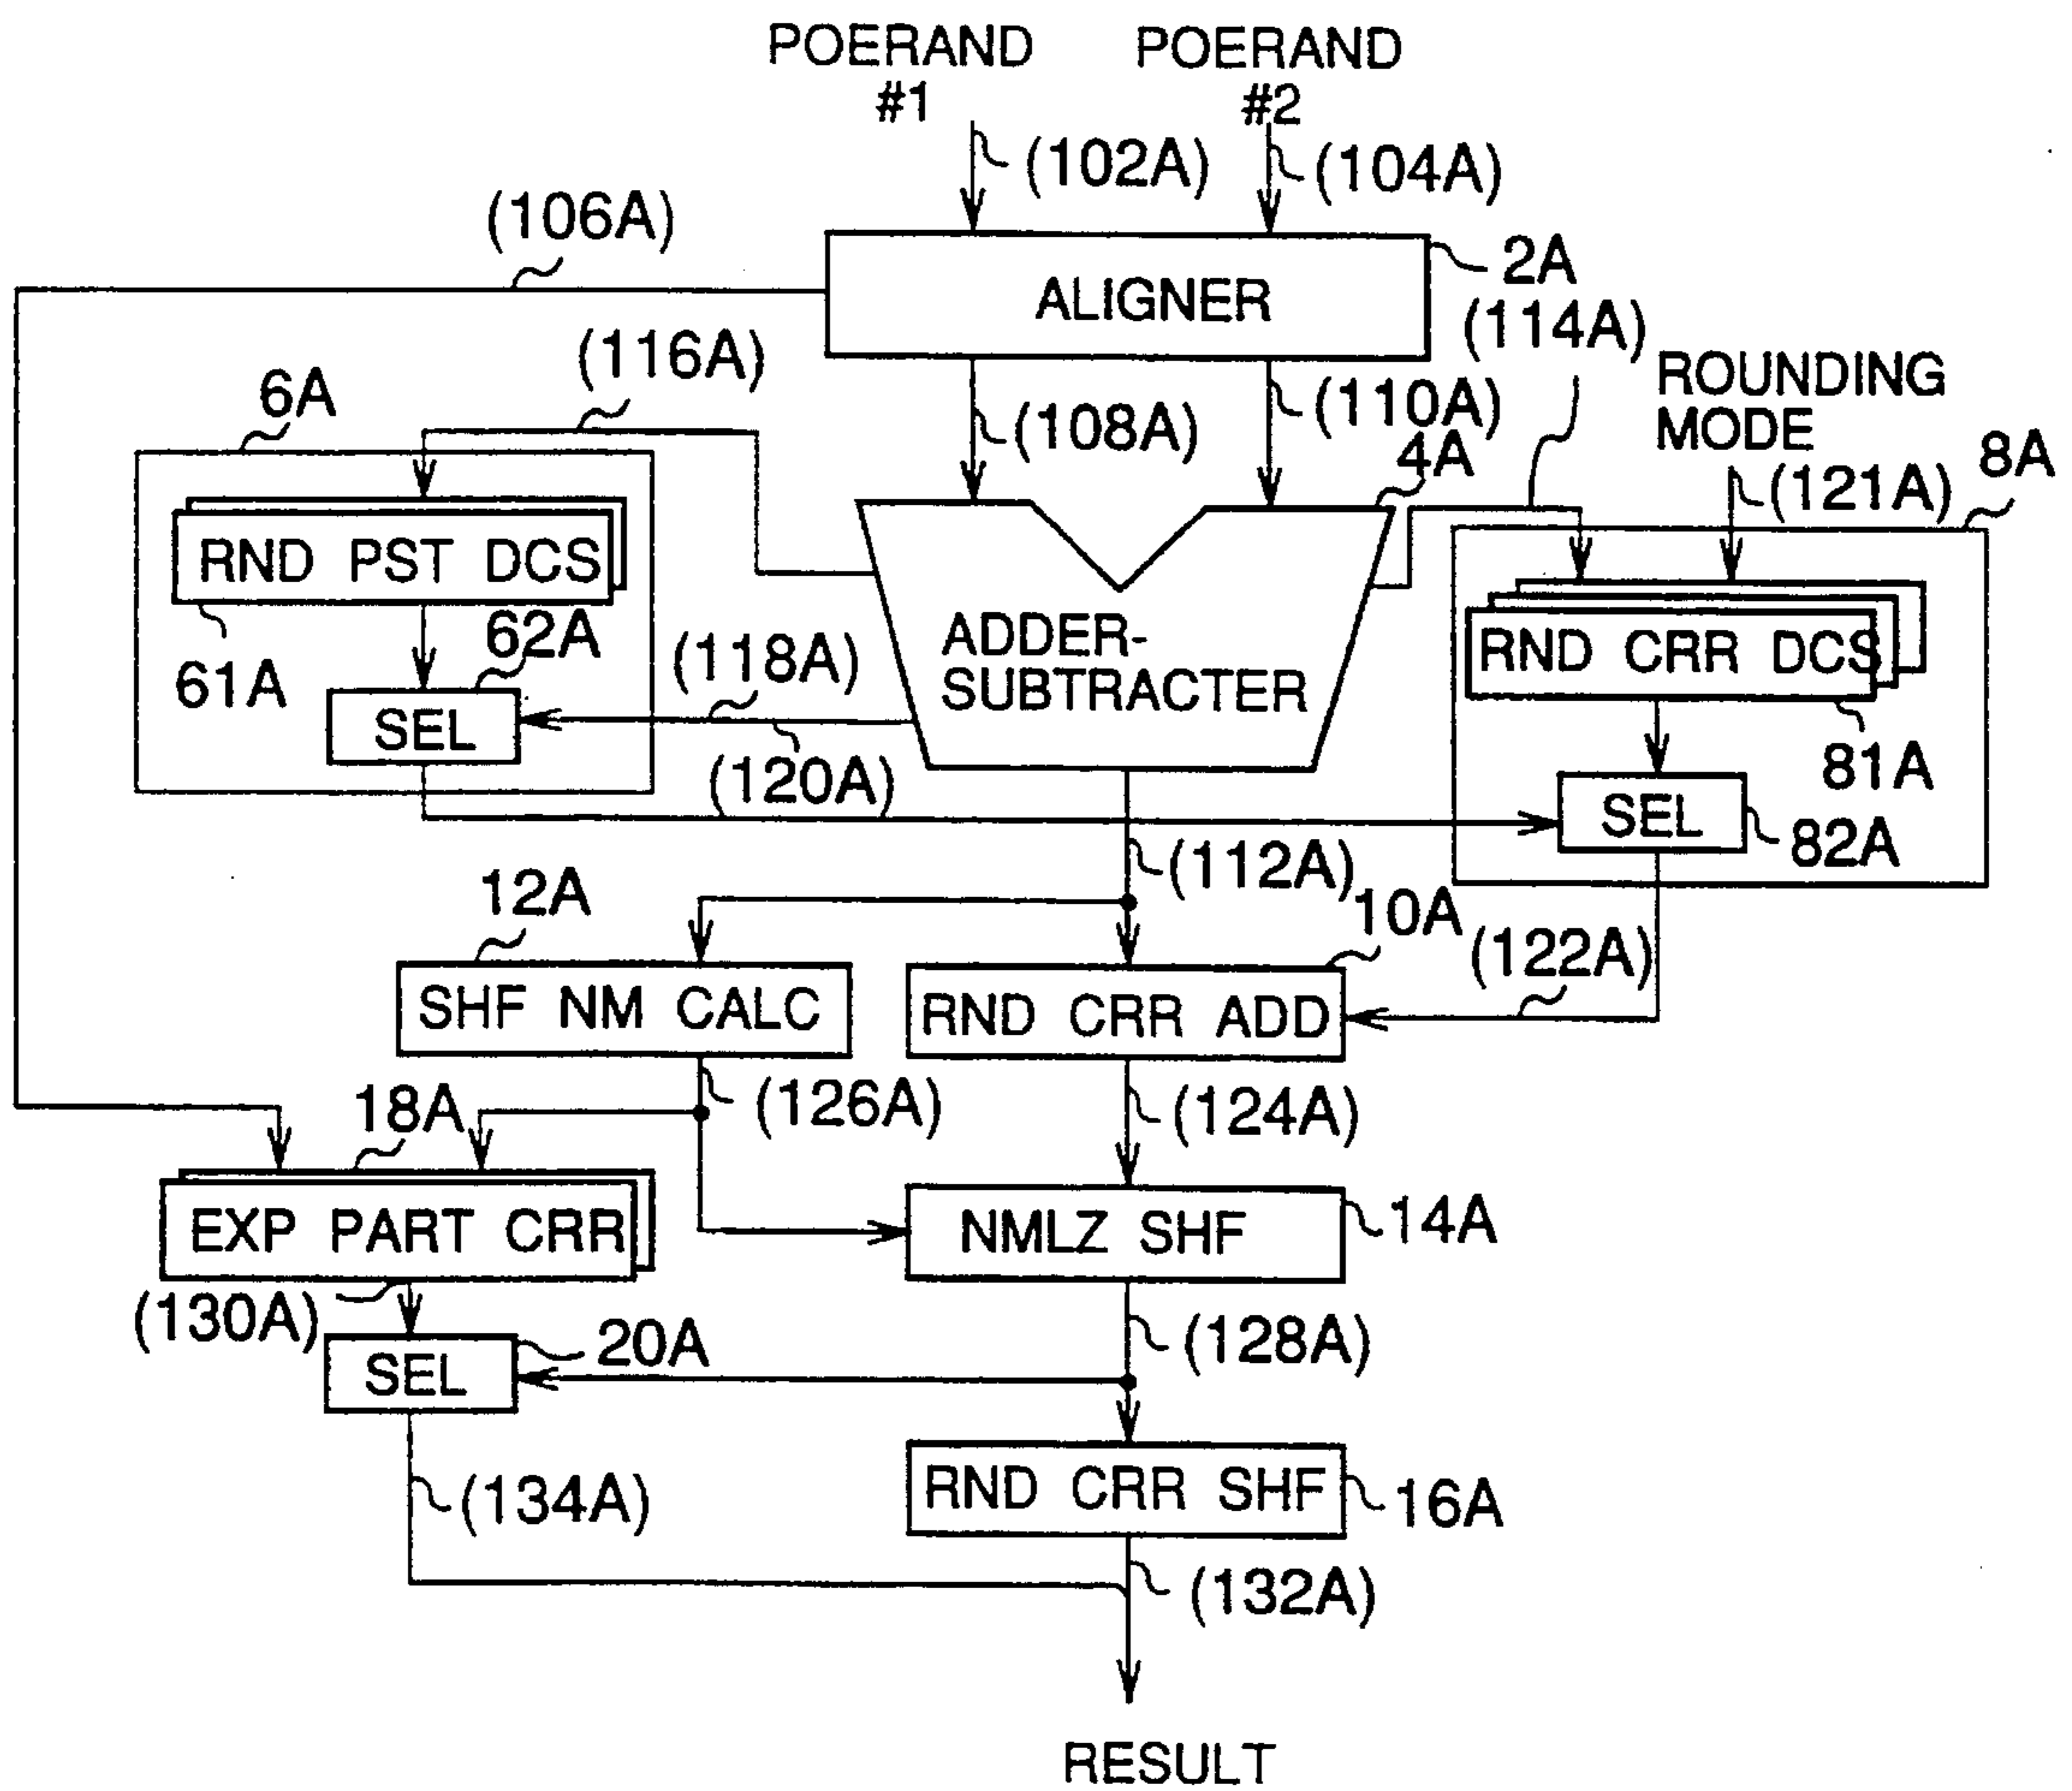 POERAND
#1
POERAND
#2
(102A)
(104A)
(106A)
ALIGNER
2A
(114A)
(116A)
ROUNDING
MODE
6A
(108A)
(110A)
4A
8A
(121A)
RND PST DCS
61A
62A
SEL
(118A)
ADDER-
SUBTRACTER
RND CRR DCS
81A
(120A)
SEL
82A
(112A)
12A
10A
(122A)
SHF NM CALC
RND CRR ADD
(126A)
(124A)
18A
EXP PART CRR
NMLZ SHF
14A
(130A)
SEL
20A
(128A)
RND CRR SHF
16A
(134A)
(132A)
RESULT